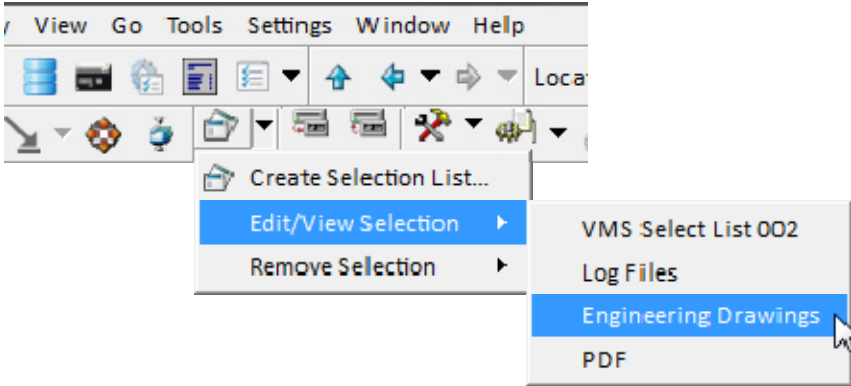 View Go Tools Settings Window Help
Loca
Create Selection List...
Edit/View Selection
Remove Selection
VMS Select List 002
Log Files
Engineering Drawings
PDF